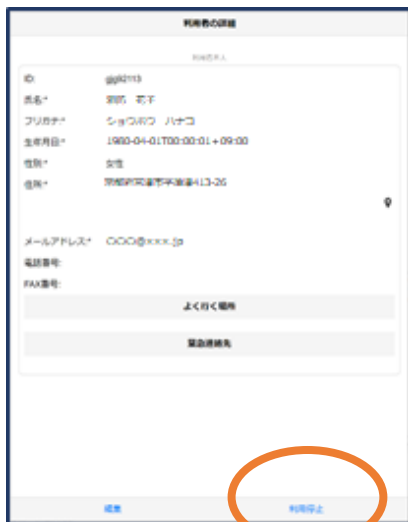 利用者の詳細
利用者本人
ID:
氏名:* 花子
フリガナ:* ショウボウ ハナコ
生年月日:* 1980-04-01T00:00:01+09:00
性別:* 女性
住所:* 413-26
メールアドレス:* 〇〇〇@×××.jp
電話番号:
FAX番号:
よく行く場所
緊急連絡先
編集 利用停止